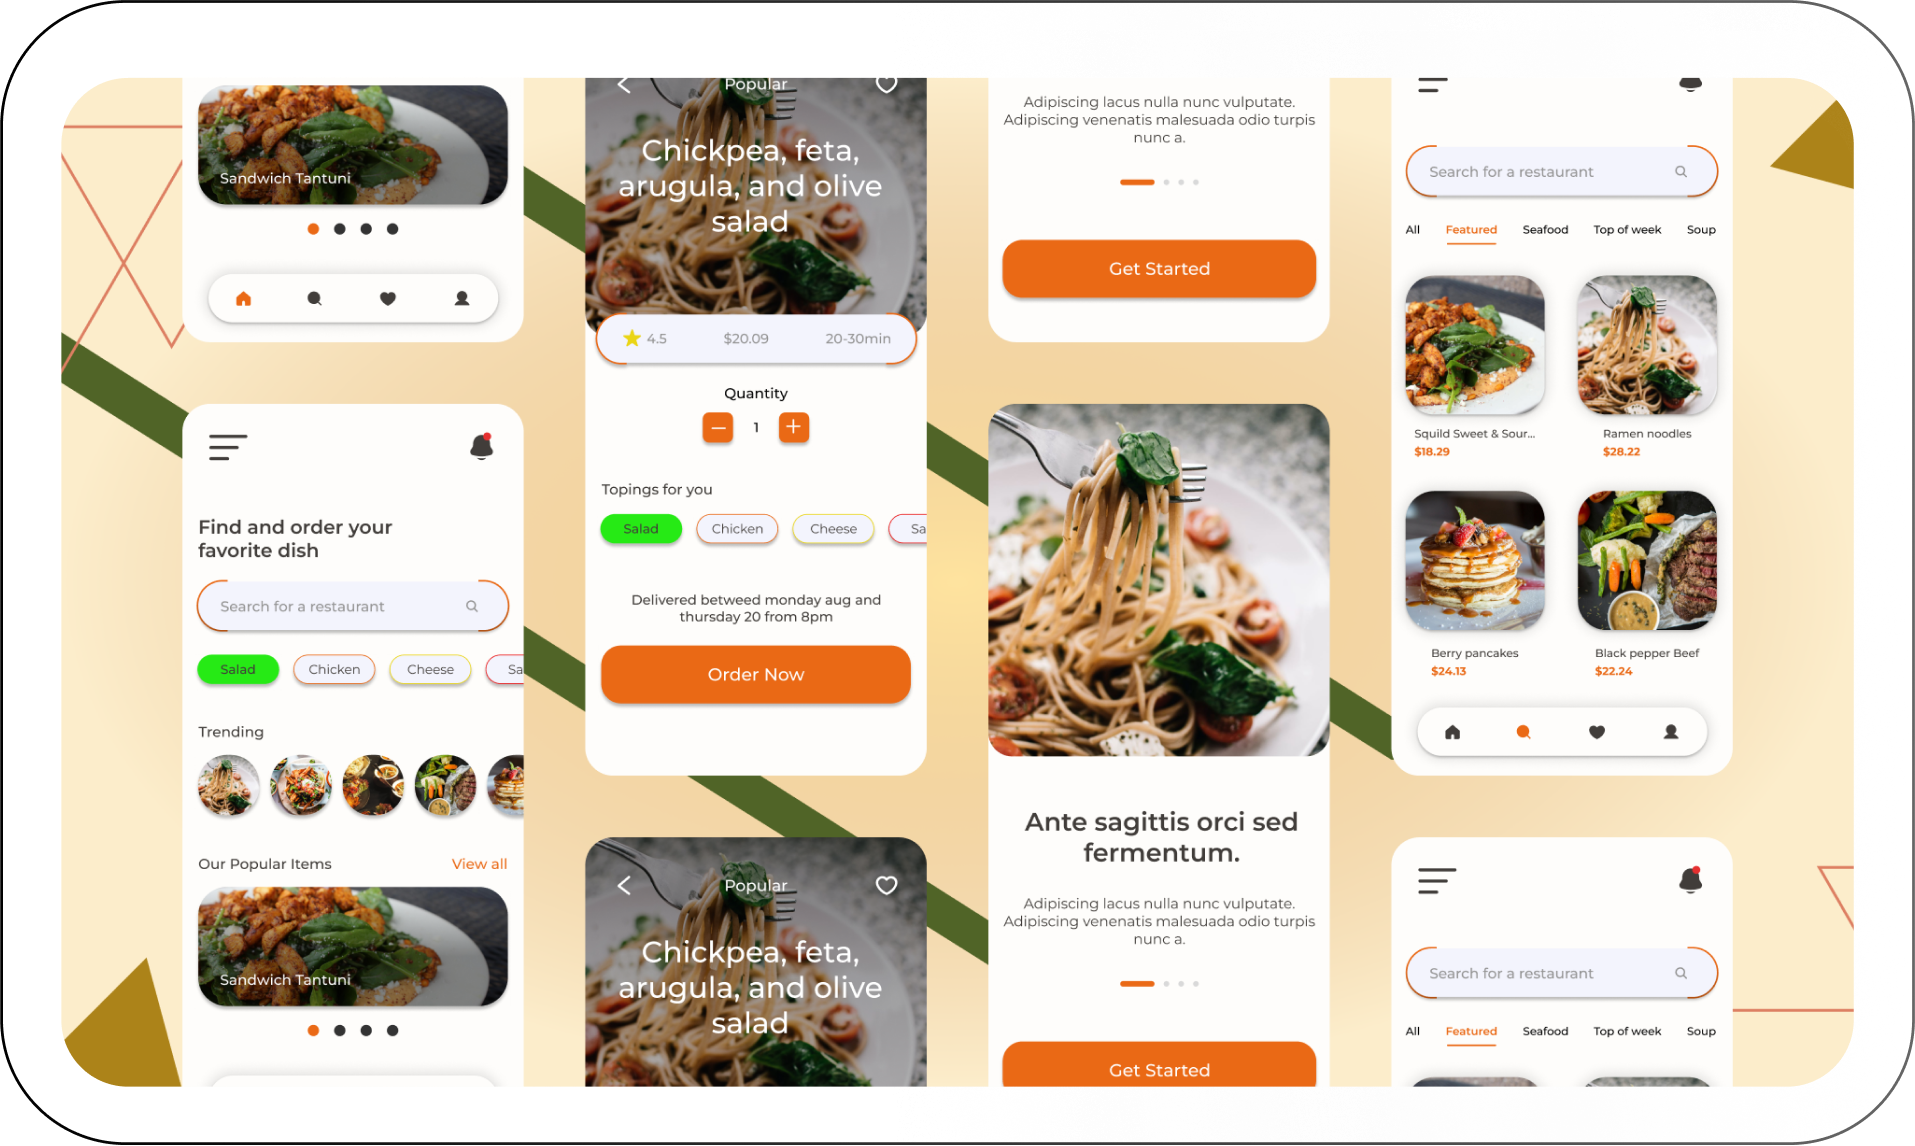 Sandwich Tantuni
Find and order your
favorite dish
Search for a restaurant
Salad
Chicken
Cheese
Sa
Trending
Our Popular Items
View all
Sandwich Tantuni
Popular
Chickpea, feta,
arugula, and olive
salad
4.5
$20.09
20-30min
Quantity
1
Topings for you
Salad
Chicken
Cheese
Sa
Delivered betweed monday aug and
thursday 20 from 8pm
Order Now
Popular
Chickpea, feta,
arugula, and olive
salad
Adipiscing lacus nulla nunc vulputate.
Adipiscing venenatis malesuada odio turpis
nunc a.
Get Started
Ante sagittis orci sed
fermentum.
Adipiscing lacus nulla nunc vulputate.
Adipiscing venenatis malesuada odio turpis
nunc a.
Get Started
Search for a restaurant
All
Featured
Seafood
Top of week
Soup
Squild Sweet & Sour...
$18.29
Ramen noodles
$28.22
Berry pancakes
$24.13
Black pepper Beef
$22.24
Search for a restaurant
All
Featured
Seafood
Top of week
Soup